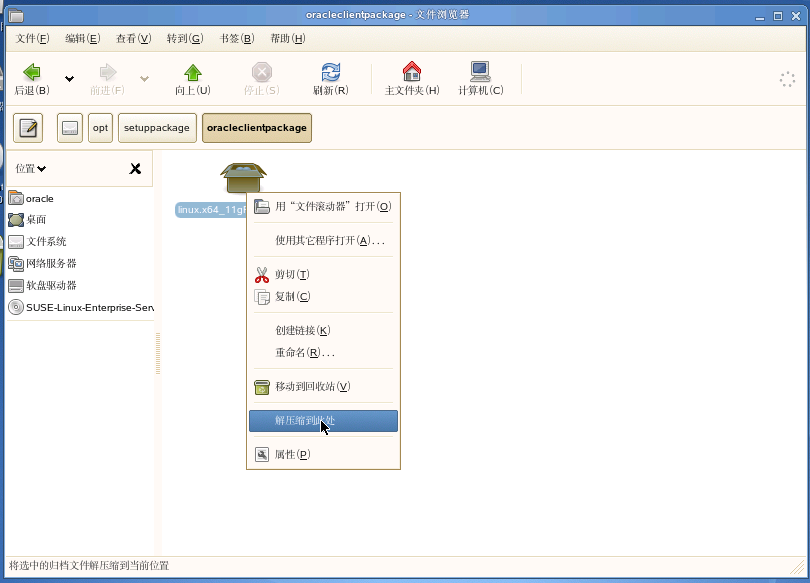 oracleclientpackage - 文件浏览器
文件(F) 编辑(E) 查看(V) 转到(G) 书签(B) 帮助(H)
后退(B) 前进(F) 向上(U) 停止(S) 刷新(R) 主文件夹(H) 计算机(C)
opt setuppackage oracleclientpackage
位置
oracle
桌面
文件系统
网络服务器
软盘驱动器
SUSE-Linux-Enterprise-Serv
linux.x64_11g
用“文件滚动器”打开(O)
使用其它程序打开(A)...
剪切(T)
复制(C)
创建链接(K)
重命名(R)...
移动到回收站(V)
解压缩到此处
属性(P)
将选中的归档文件解压缩到当前位置